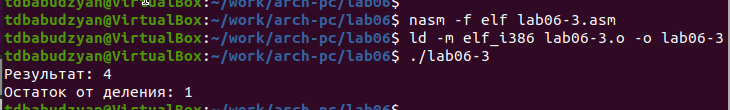 tdbabudzyan@VirtualBox:~/work/arch-pc/lab06$ nasm -f elf lab06-3.asm
tdbabudzyan@VirtualBox:~/work/arch-pc/lab06$ ld -m elf_i386 lab06-3.o -o lab06-3
tdbabudzyan@VirtualBox:~/work/arch-pc/lab06$ ./lab06-3
Результат: 4
Остаток от деления: 1
tdbabudzyan@VirtualBox:~/work/arch-pc/lab06$